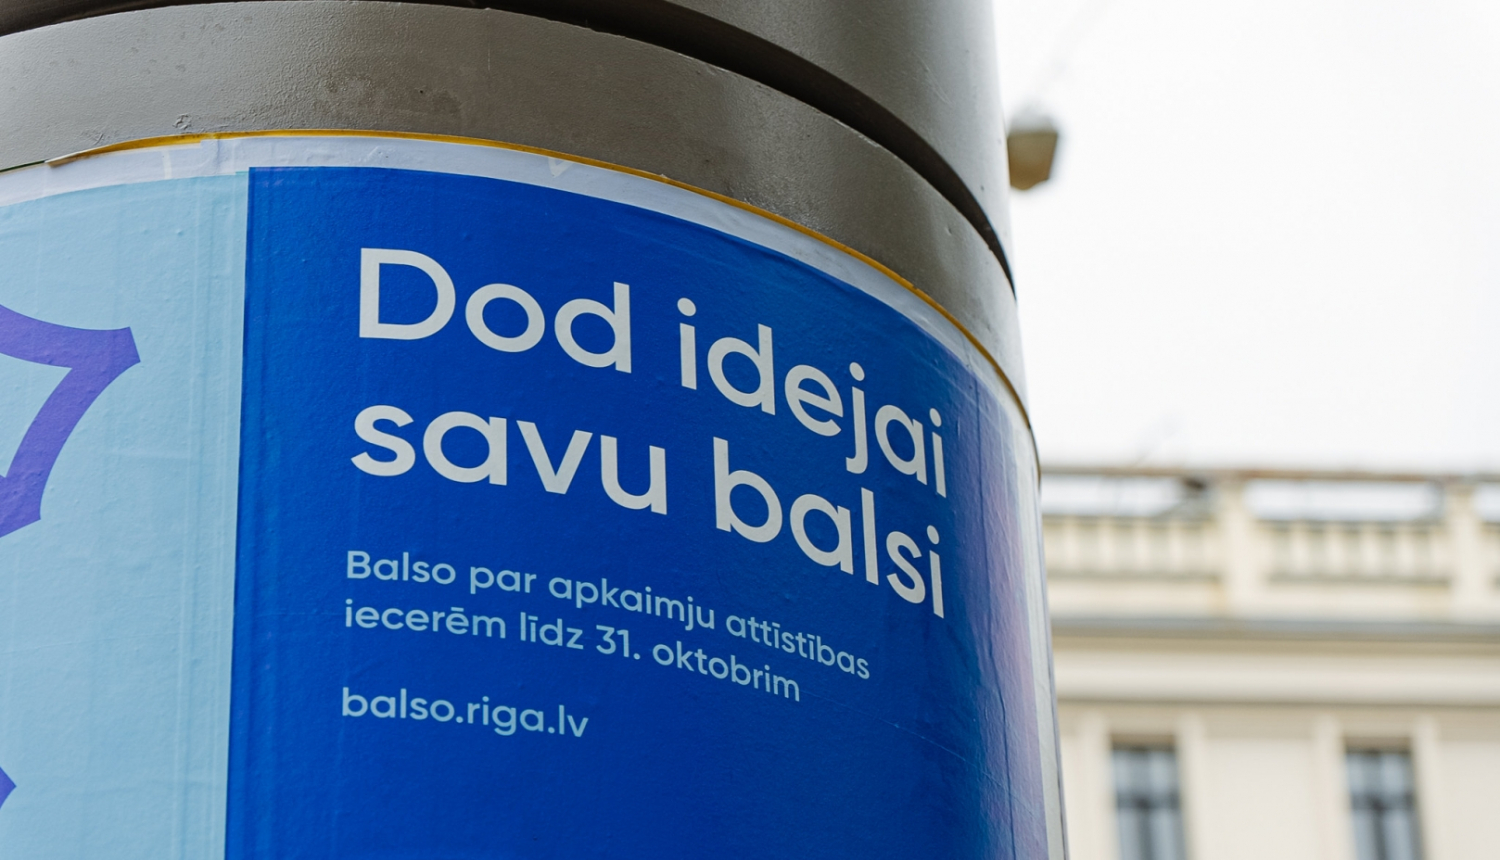 Dod idejai
savu balsi
Balso par apkaimju attīstības
iecerēm līdz 31. oktobrim
balso.riga.lv